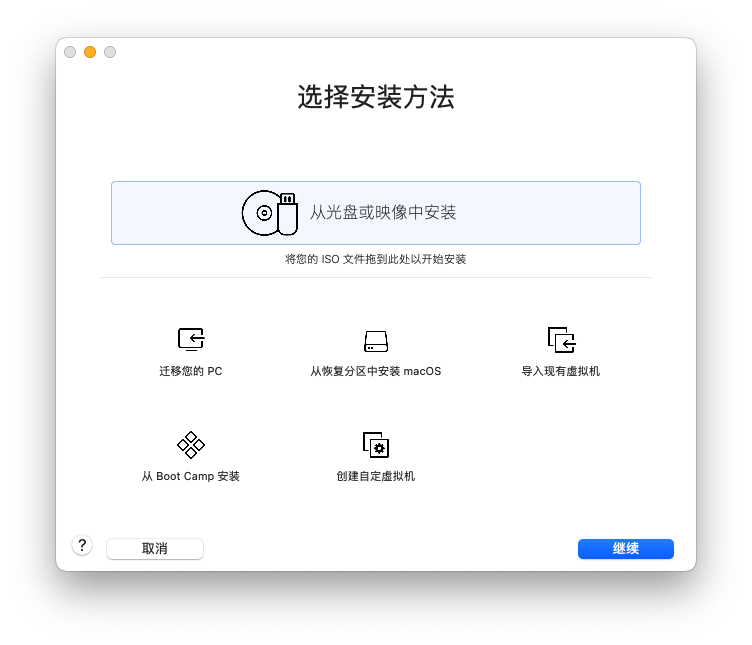 选择安装方法
从光盘或映像中安装
将您的 ISO 文件拖到此处以开始安装
迁移您的 PC
从恢复分区中安装 macOS
导入现有虚拟机
从 Boot Camp 安装
创建自定虚拟机
?
取消
继续